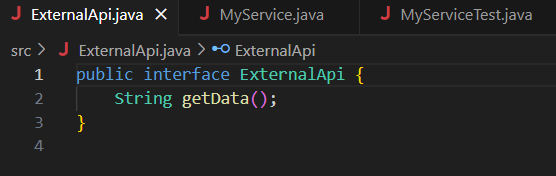 ExternalApi.java MyService.java MyServiceTest.java
src ExternalApi.java ExternalApi
1 public interface ExternalApi {
2     String getData();
3 }
4